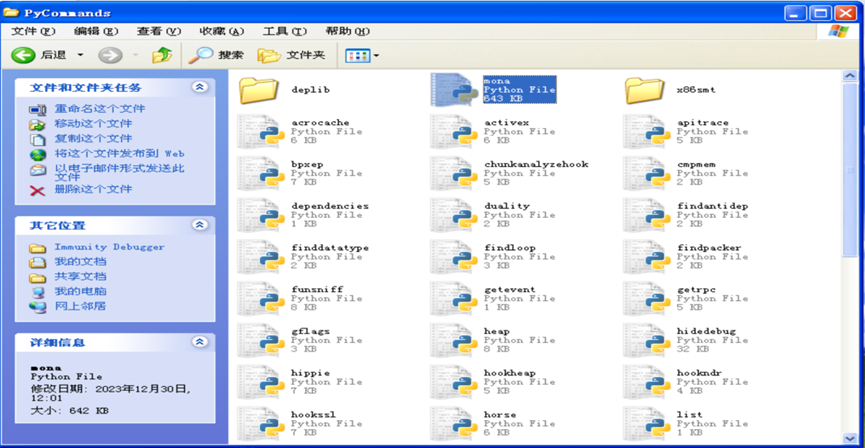 PyCommands
文件(F) 编辑(E) 查看(V) 收藏(A) 工具(T) 帮助(H)
后退 搜索 文件夹
文件和文件夹任务
重命名这个文件
移动这个文件
复制这个文件
将这个文件发布到 Web
以电子邮件形式发送此
文件
删除这个文件
其它位置
Immunity Debugger
我的文档
共享文档
我的电脑
网上邻居
详细信息
mona
Python File
修改日期: 2023年12月30日,
12:01
大小: 642 KB
deplib
mona
Python File
643 KB
x86smt
acrocache
Python File
6 KB
activex
Python File
6 KB
apitrace
Python File
5 KB
bpxep
Python File
7 KB
chunkanalyzehook
Python File
5 KB
cmpmem
Python File
2 KB
dependencies
Python File
1 KB
duality
Python File
2 KB
findantidep
Python File
2 KB
finddatatype
Python File
2 KB
findloop
Python File
3 KB
findpacker
Python File
2 KB
funsniff
Python File
8 KB
getevent
Python File
1 KB
getrpc
Python File
5 KB
gflags
Python File
3 KB
heap
Python File
8 KB
hidedebug
Python File
32 KB
hippie
Python File
7 KB
hookheap
Python File
5 KB
hookndr
Python File
4 KB
hookssl
Python File
7 KB
horse
Python File
6 KB
list
Python File
1 KB